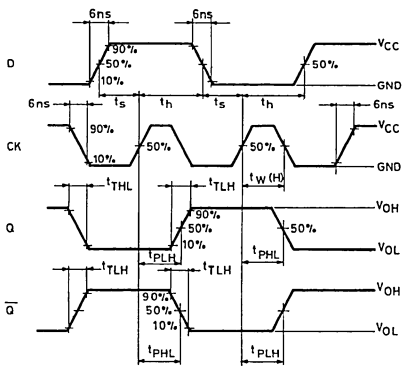 6ns 6ns
90% VCC
D 50% 50%
10% GND
ts th ts th
6ns 6ns
90% VCC
CK 50% 50%
10% GND
tTHL tTLH tW(H)
90% VOH
Q 50% 50%
10% VOL
tPLH tPHL
tTLH tTHL
90% VOH
Q̅ 50%
10% VOL
tPHL tPLH